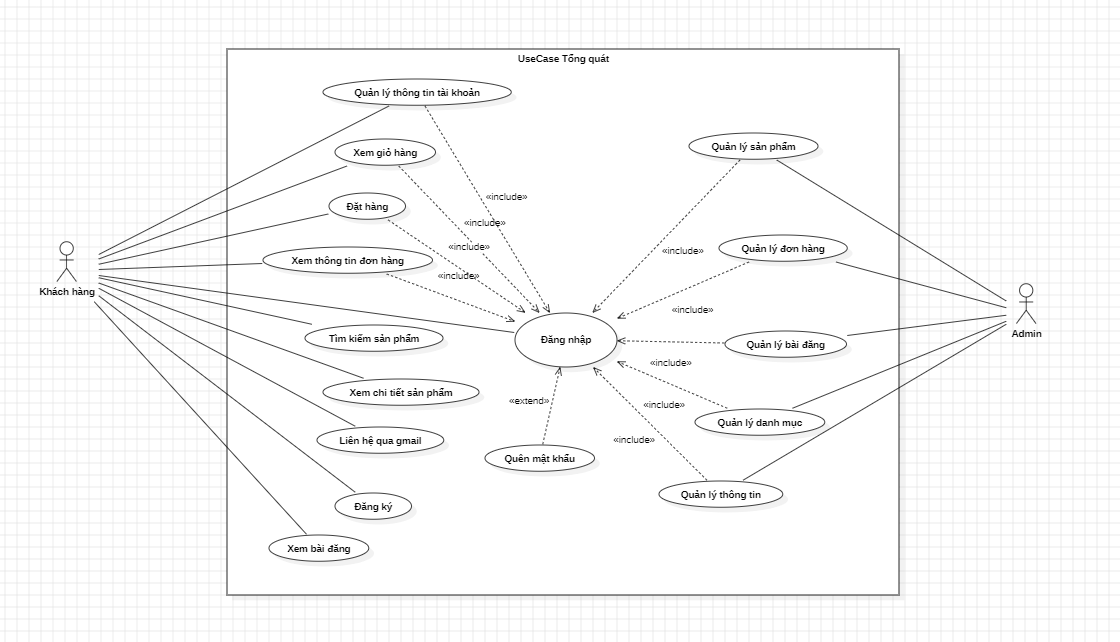 UseCase Tổng quát
Quản lý thông tin tài khoản
Xem giỏ hàng
Quản lý sản phẩm
«include»
Đặt hàng
«include»
«include»
Quản lý đơn hàng
«include»
Xem thông tin đơn hàng
«include»
Khách hàng
«include»
Admin
Tìm kiếm sản phẩm
Đăng nhập
Quản lý bài đăng
«include»
Xem chi tiết sản phẩm
«extend»
«include»
Quản lý danh mục
Liên hệ qua gmail
«include»
Quên mật khẩu
Quản lý thông tin
Đăng ký
Xem bài đăng